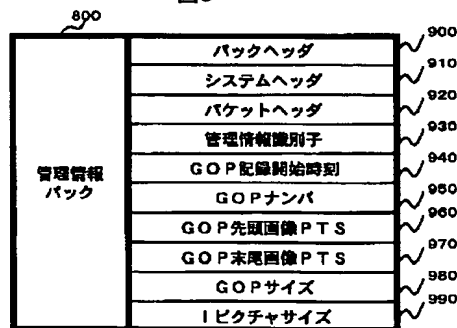 800
管理情報
パック
パックヘッダ
900
システムヘッダ
910
パケットヘッダ
920
管理情報識別子
930
GOP記録開始時刻
940
GOPナンバ
950
GOP先頭画像PTS
960
GOP末尾画像PTS
970
GOPサイズ
980
Iピクチャサイズ
990